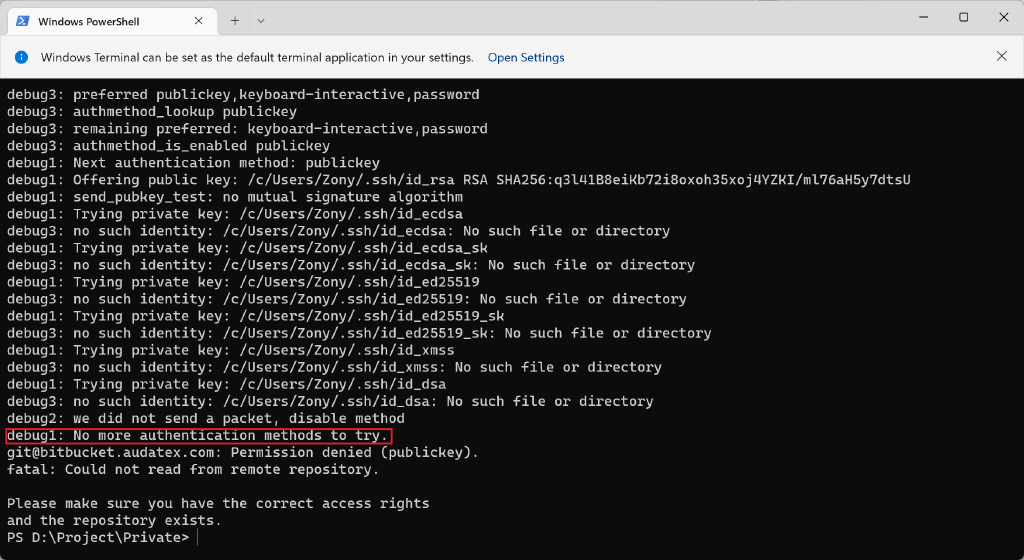 Windows PowerShell
Windows Terminal can be set as the default terminal application in your settings. Open Settings
debug3: preferred publickey,keyboard-interactive,password
debug3: authmethod_lookup publickey
debug3: remaining preferred: keyboard-interactive,password
debug3: authmethod_is_enabled publickey
debug1: Next authentication method: publickey
debug1: Offering public key: /c/Users/Zony/.ssh/id_rsa RSA SHA256:q3l41B8eiKb72i8oxoh35xoj4YZKI/ml76aH5y7dtsU
debug1: send_pubkey_test: no mutual signature algorithm
debug1: Trying private key: /c/Users/Zony/.ssh/id_ecdsa
debug3: no such identity: /c/Users/Zony/.ssh/id_ecdsa: No such file or directory
debug1: Trying private key: /c/Users/Zony/.ssh/id_ecdsa_sk
debug3: no such identity: /c/Users/Zony/.ssh/id_ecdsa_sk: No such file or directory
debug1: Trying private key: /c/Users/Zony/.ssh/id_ed25519
debug3: no such identity: /c/Users/Zony/.ssh/id_ed25519: No such file or directory
debug1: Trying private key: /c/Users/Zony/.ssh/id_ed25519_sk
debug3: no such identity: /c/Users/Zony/.ssh/id_ed25519_sk: No such file or directory
debug1: Trying private key: /c/Users/Zony/.ssh/id_xmss
debug3: no such identity: /c/Users/Zony/.ssh/id_xmss: No such file or directory
debug1: Trying private key: /c/Users/Zony/.ssh/id_dsa
debug3: no such identity: /c/Users/Zony/.ssh/id_dsa: No such file or directory
debug2: we did not send a packet, disable method
debug1: No more authentication methods to try.
git@bitbucket.audatex.com: Permission denied (publickey).
fatal: Could not read from remote repository.
Please make sure you have the correct access rights
and the repository exists.
PS D:\Project\Private>